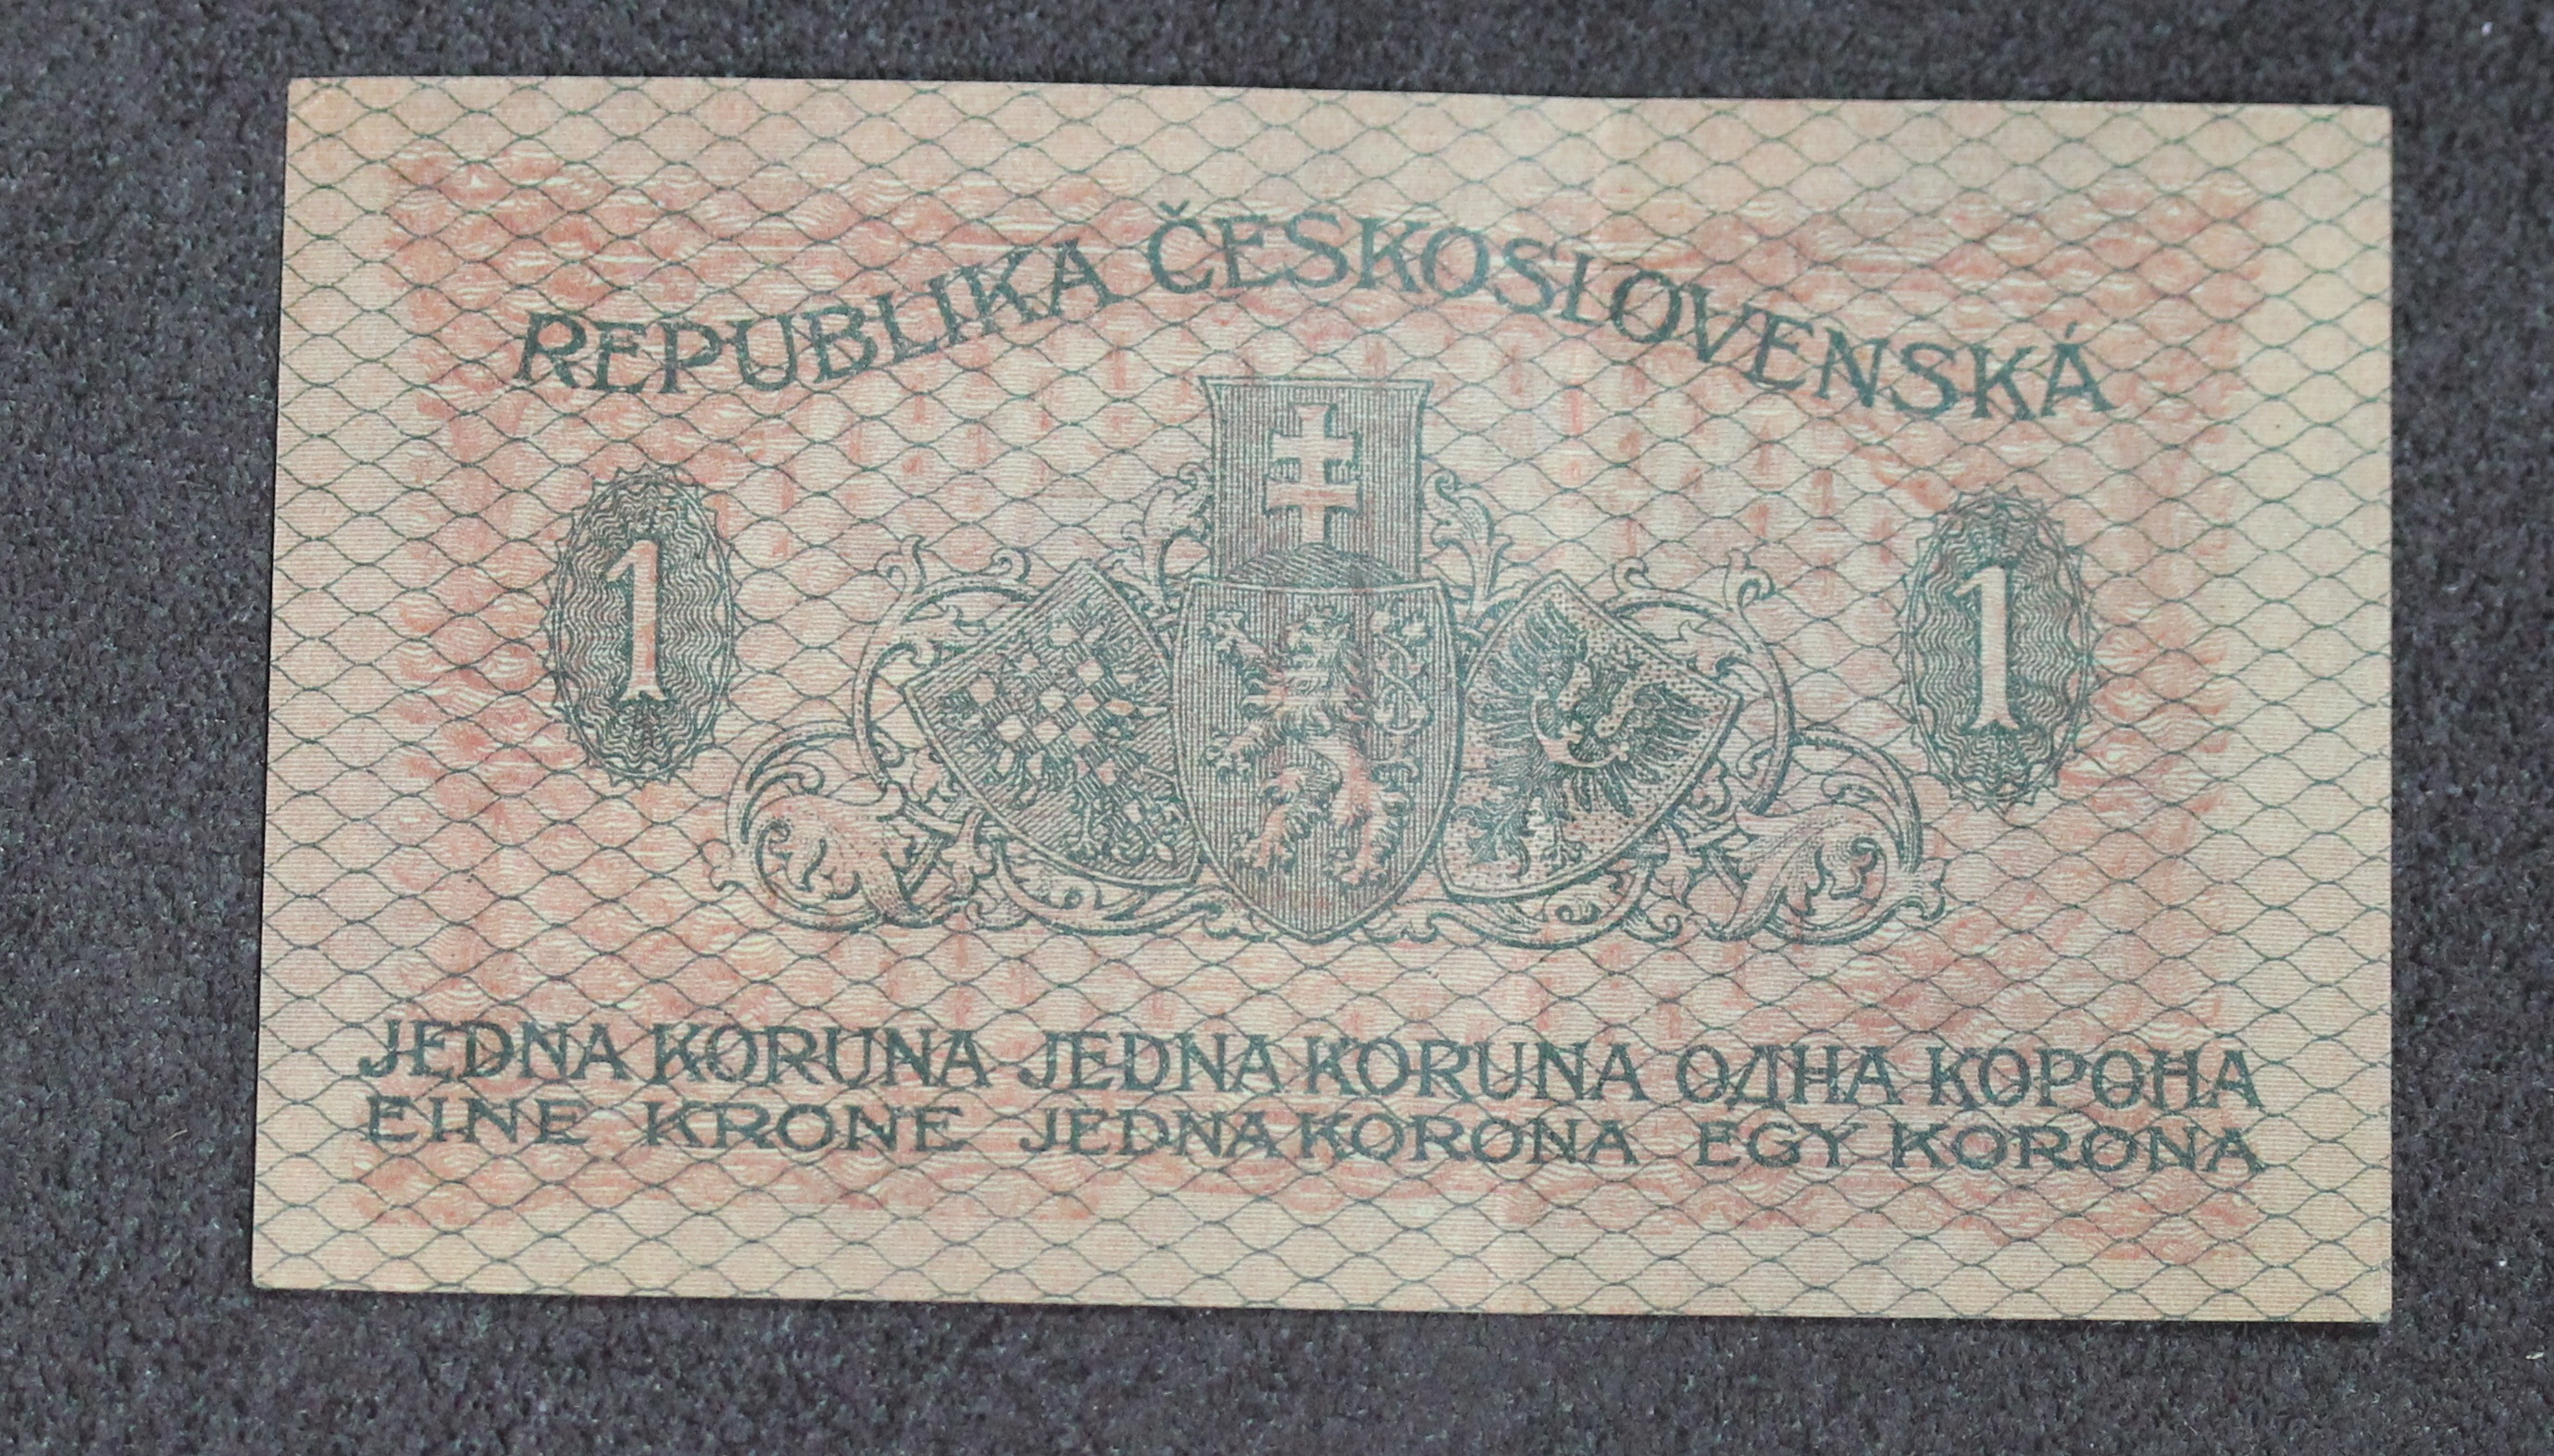 REPUBLIKA ČESKOSLOVENSKÁ
1 1
JEDNA KORUNA JEDNA KORUNA ОДНА КОРОНА
EINE KRONE JEDNA KORONA EGY KORONA